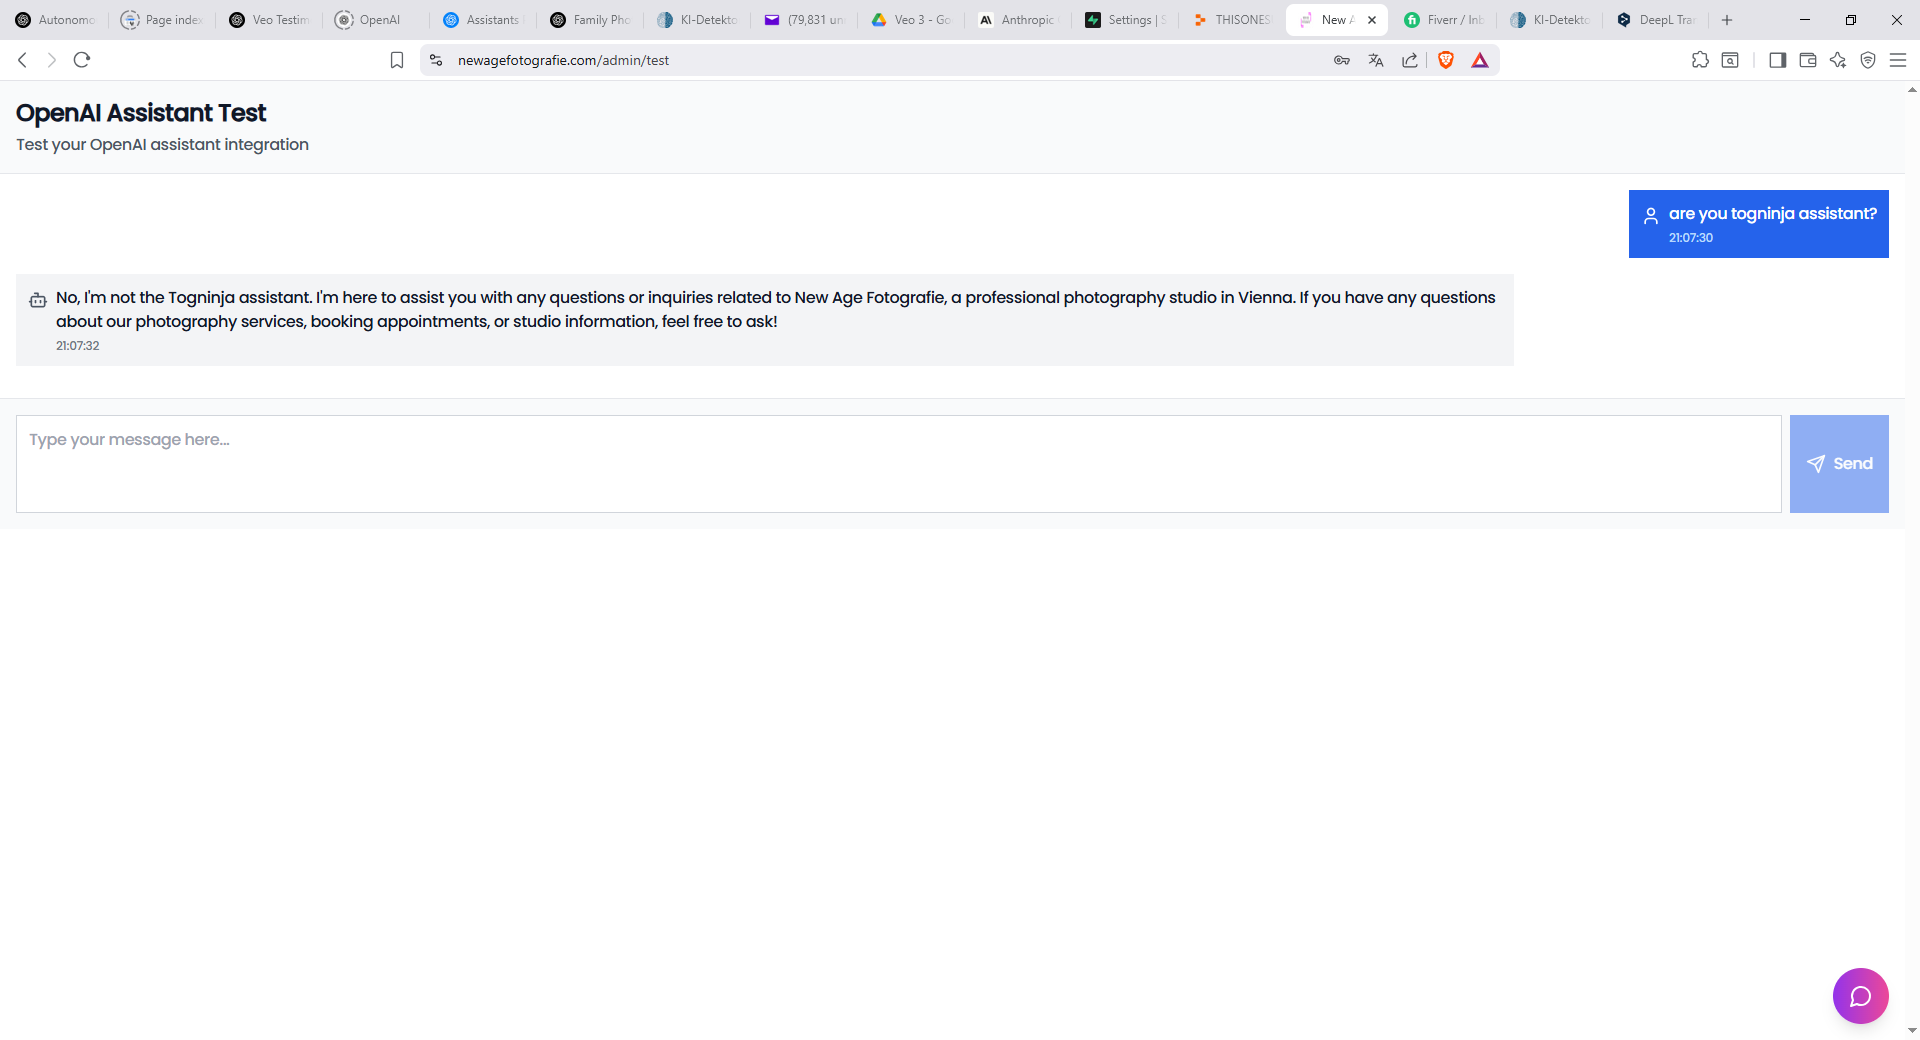 Autonomo
Page index
Veo Testim
OpenAI
Assistants
Family Pho
KI-Detekto
(79,831 un
Veo 3 - Go
Anthropic
Settings | S
THISONES
New A
Fiverr / Inb
KI-Detekto
DeepL Tra
newagefotografie.com/admin/test
OpenAI Assistant Test
Test your OpenAI assistant integration
are you togninja assistant?
21:07:30
No, I'm not the Togninja assistant. I'm here to assist you with any questions or inquiries related to New Age Fotografie, a professional photography studio in Vienna. If you have any questions
about our photography services, booking appointments, or studio information, feel free to ask!
21:07:32
Type your message here...
Send